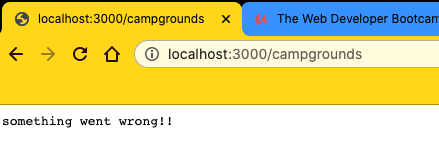 localhost:3000/campgrounds
The Web Developer Bootcam
localhost:3000/campgrounds
something went wrong!!